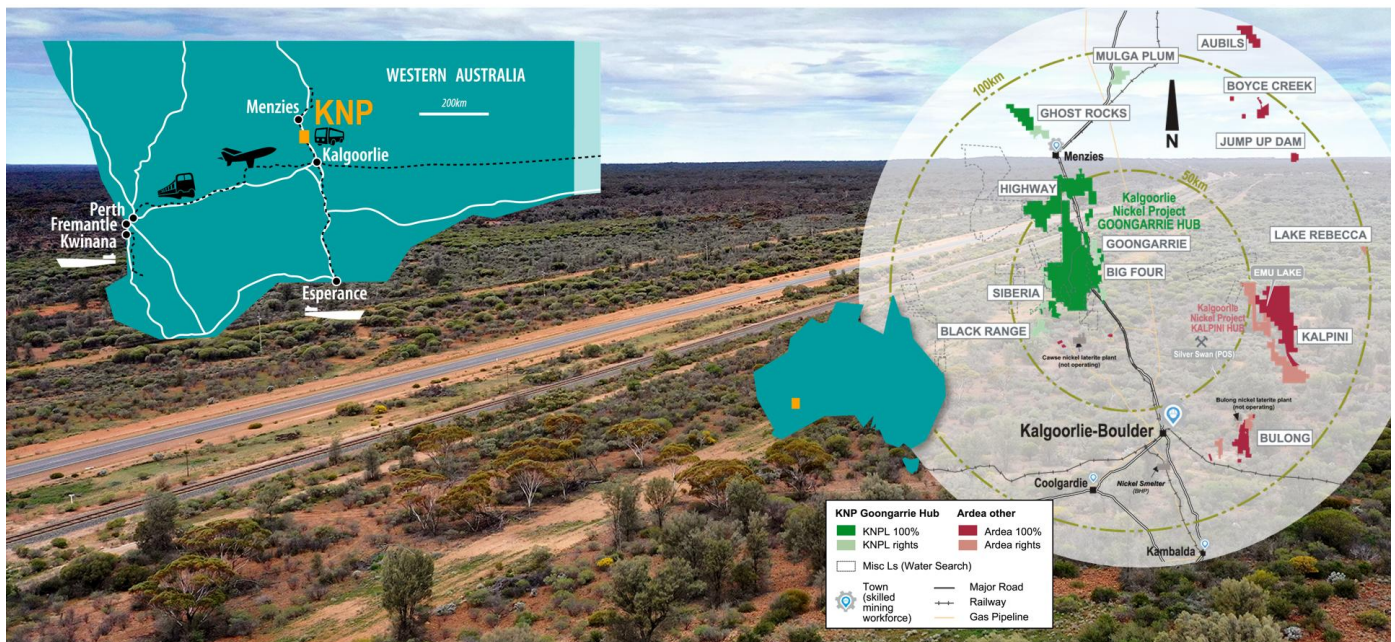 WESTERN AUSTRALIA
200km
Menzies
KNP
Kalgoorlie
Perth
Fremantle
Kwinana
Esperance
AUBILS
MULGA PLUM
100km
BOYCE CREEK
GHOST ROCKS
N
JUMP UP DAM
Menzies
50km
HIGHWAY
Kalgoorlie
Nickel Project
GOONGARRIE HUB
GOONGARRIE
LAKE REBECCA
BIG FOUR
EMU LAKE
SIBERIA
Kalgoorlie
Nickel Project
KALPINI HUB
BLACK RANGE
KALPINI
Silver Swan (POS)
Cawse nickel laterite plant
(not operating)
Bulong nickel laterite plant
(not operating)
Kalgoorlie-Boulder
BULONG
Coolgardie
Nickel Smelter
(BHP)
Kambalda
KNP Goongarrie Hub
KNPL 100%
KNPL rights
Ardea other
Ardea 100%
Ardea rights
Misc Ls (Water Search)
Town
(skilled
mining
workforce)
Major Road
Railway
Gas Pipeline